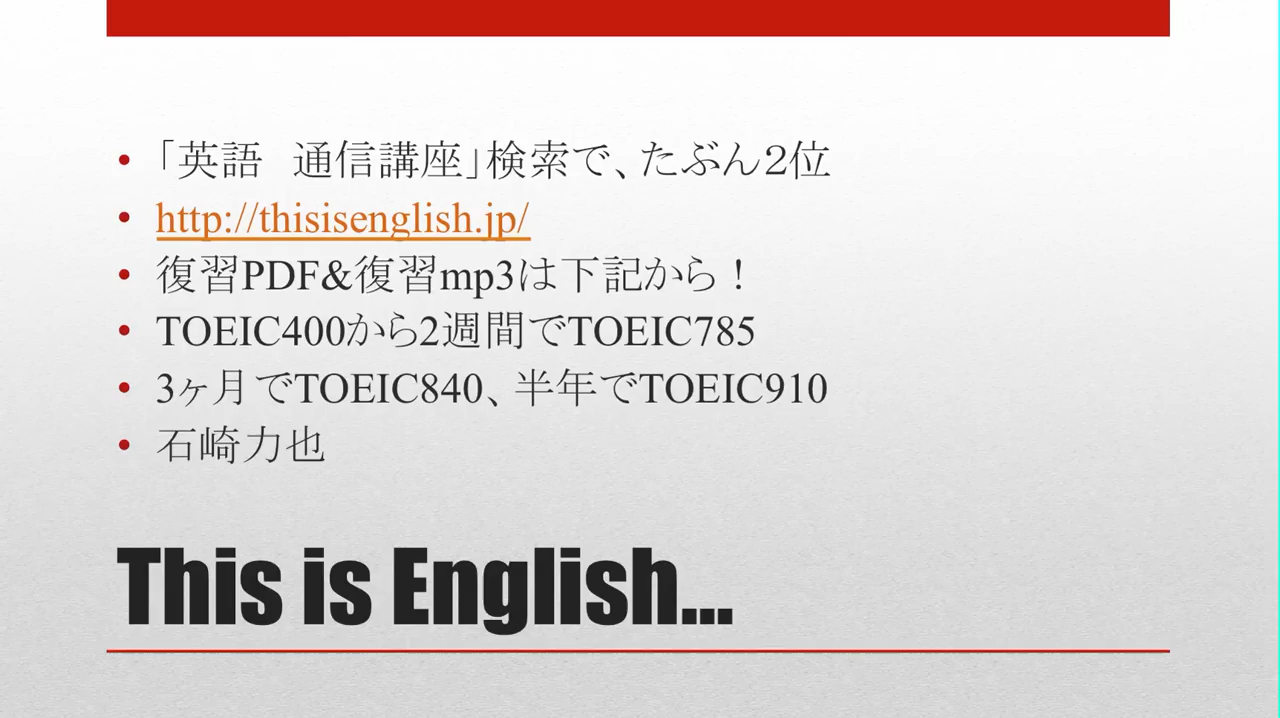 「英語　通信講座」検索で、たぶん２位
http://thisisenglish.jp/
復習PDF&復習mp3は下記から！
TOEIC400から2週間でTOEIC785
3ヶ月でTOEIC840、半年でTOEIC910
石崎力也
This is English...